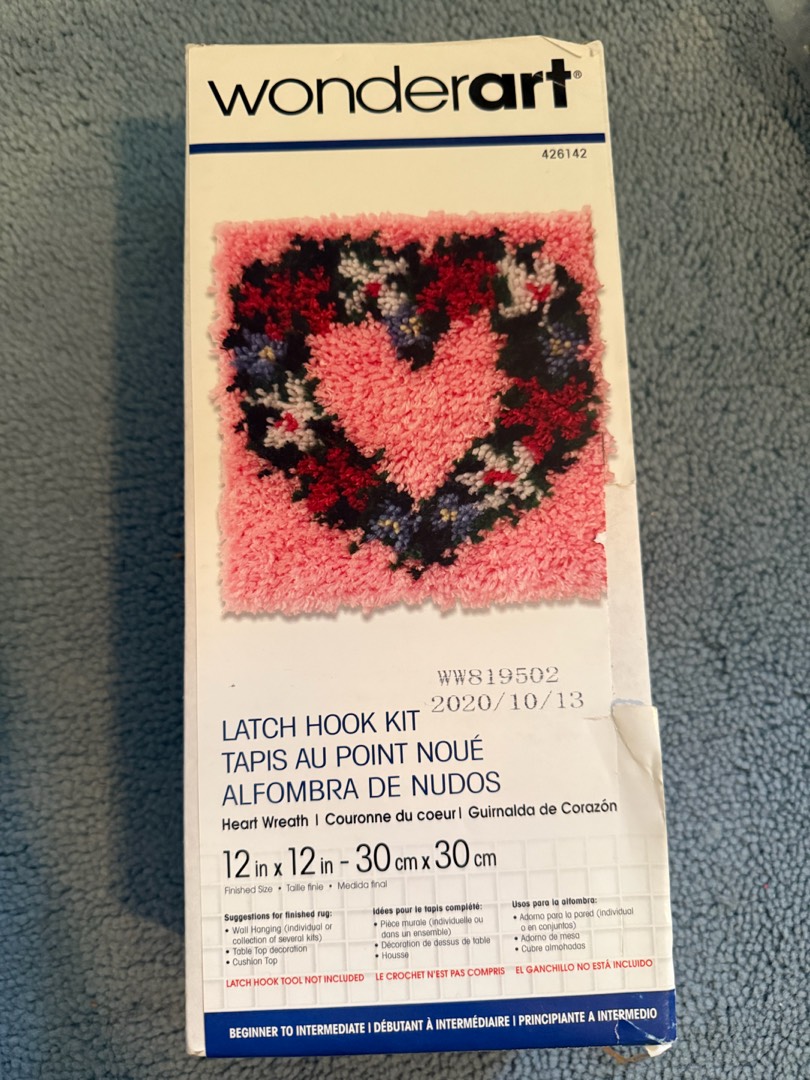 wonderart®
426142
WW819502
2020/10/13
LATCH HOOK KIT
TAPIS AU POINT NOUÉ
ALFOMBRA DE NUDOS
Heart Wreath | Couronne du coeur | Guirnalda de Corazón
12 in x 12 in - 30 cm x 30 cm
Finished Size • Taille finie • Medida final
Suggestions for finished rug:
• Wall Hanging (individual or
collection of several kits)
• Table Top decoration
• Cushion Top
Idées pour le tapis complété:
• Pièce murale (individuelle ou
dans un ensemble)
• Décoration de dessus de table
• Housse
Usos para la alfombra:
• Adorno para la pared (individual
o en conjuntos)
• Adorno de mesa
• Cubre almohadas
LATCH HOOK TOOL NOT INCLUDED LE CROCHET N'EST PAS COMPRIS EL GANCHILLO NO ESTÁ INCLUIDO
BEGINNER TO INTERMEDIATE | DÉBUTANT À INTERMÉDIAIRE | PRINCIPIANTE A INTERMEDIO